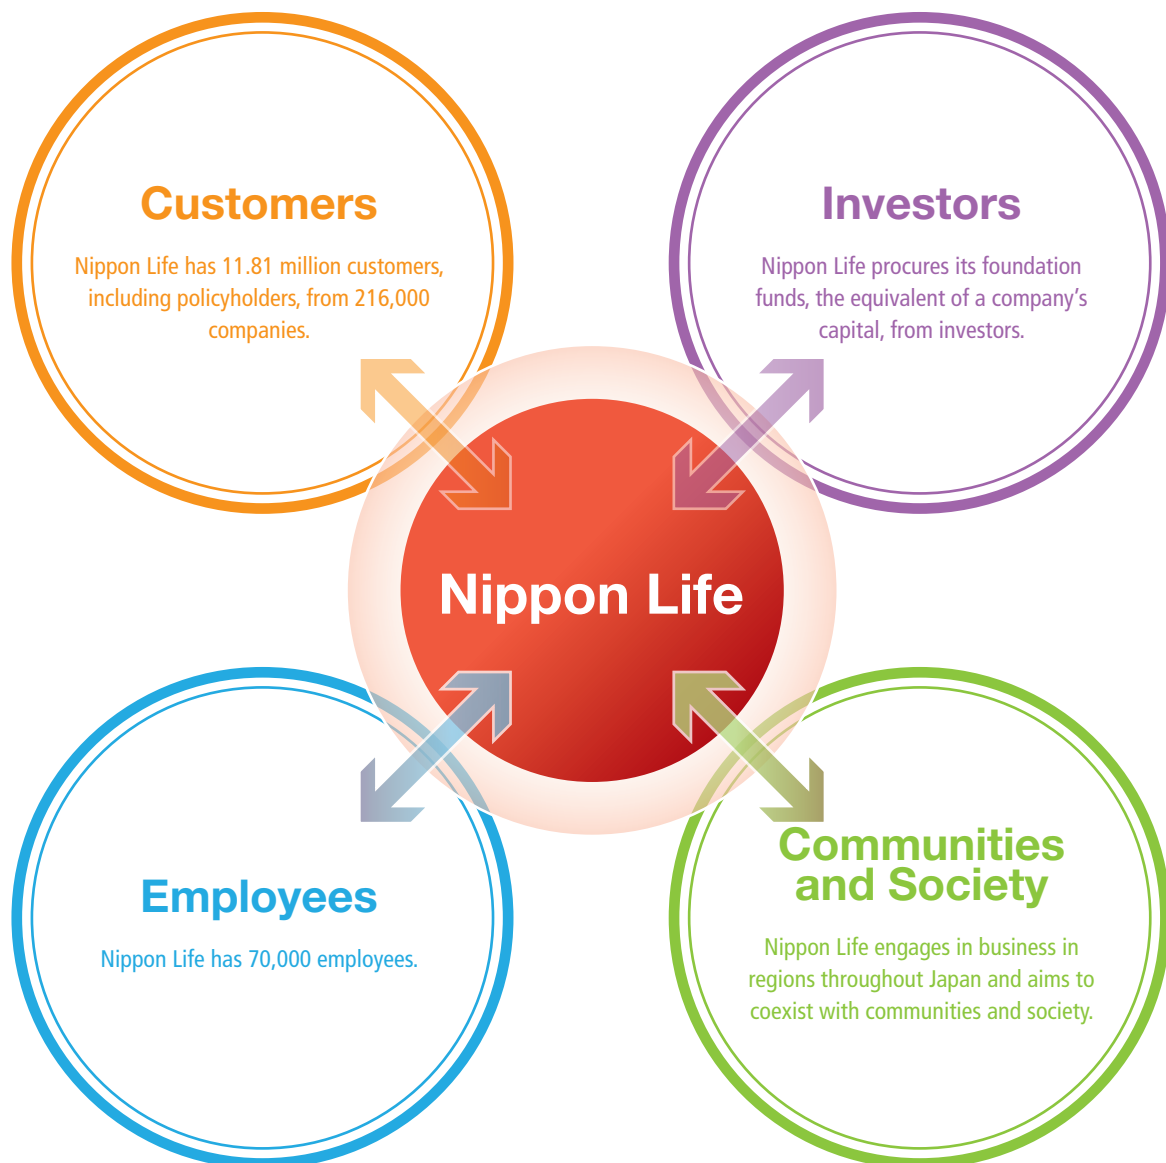 Customers
Nippon Life has 11.81 million customers,
including policyholders, from 216,000
companies.
Investors
Nippon Life procures its foundation
funds, the equivalent of a company’s
capital, from investors.
Nippon Life
Employees
Nippon Life has 70,000 employees.
Communities
and Society
Nippon Life engages in business in
regions throughout Japan and aims to
coexist with communities and society.